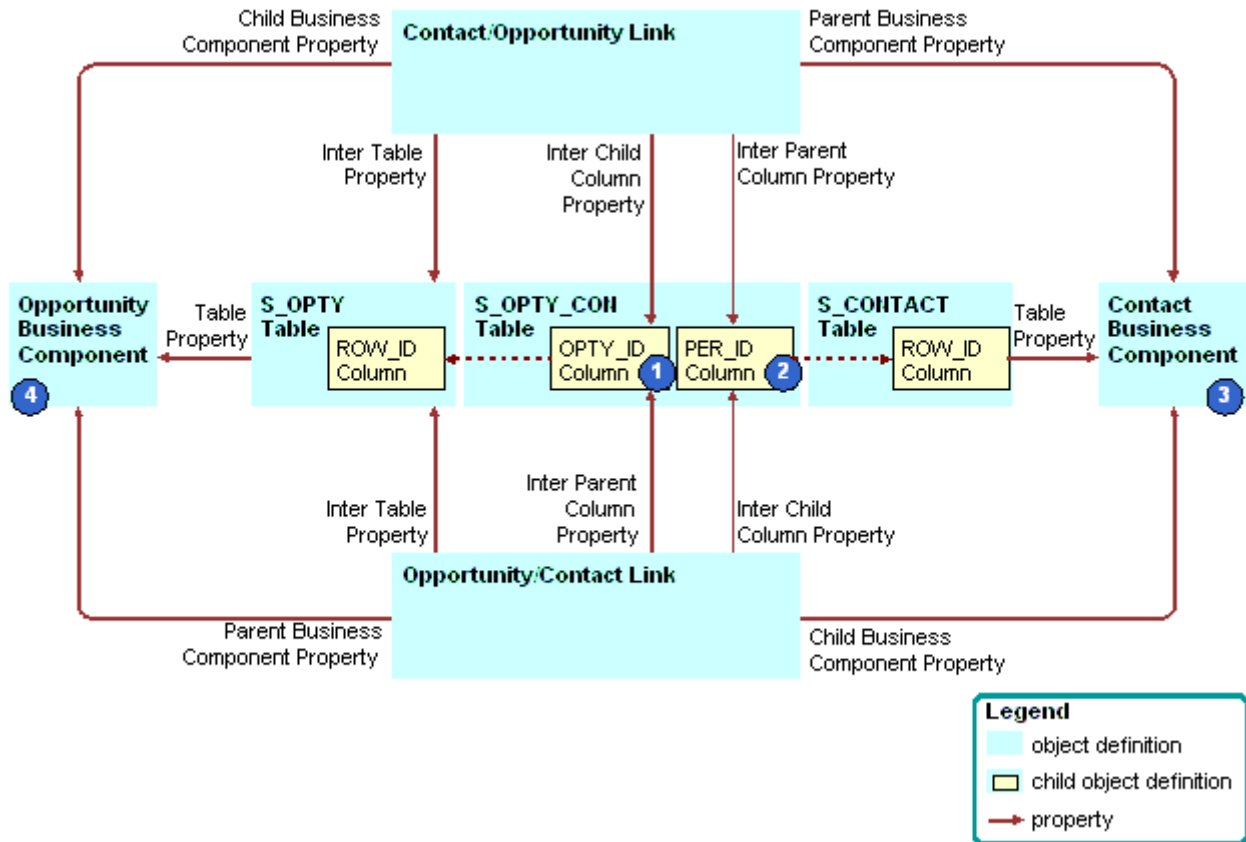 Child Business
Component Property
Contact/Opportunity Link
Parent Business
Component Property
Inter Table
Property
Inter Child
Column
Property
Inter Parent
Column Property
Opportunity
Business
Component
4
Table
Property
S_OPTY
Table
ROW_ID
Column
S_OPTY_CON
Table
OPTY_ID
Column
1
PER_ID
Column
2
S_CONTACT
Table
ROW_ID
Column
Table
Property
Contact
Business
Component
3
Inter Table
Property
Inter Parent
Column
Property
Inter Child
Column Property
Opportunity/Contact Link
Parent Business
Component Property
Child Business
Component Property
Legend
object definition
child object definition
property